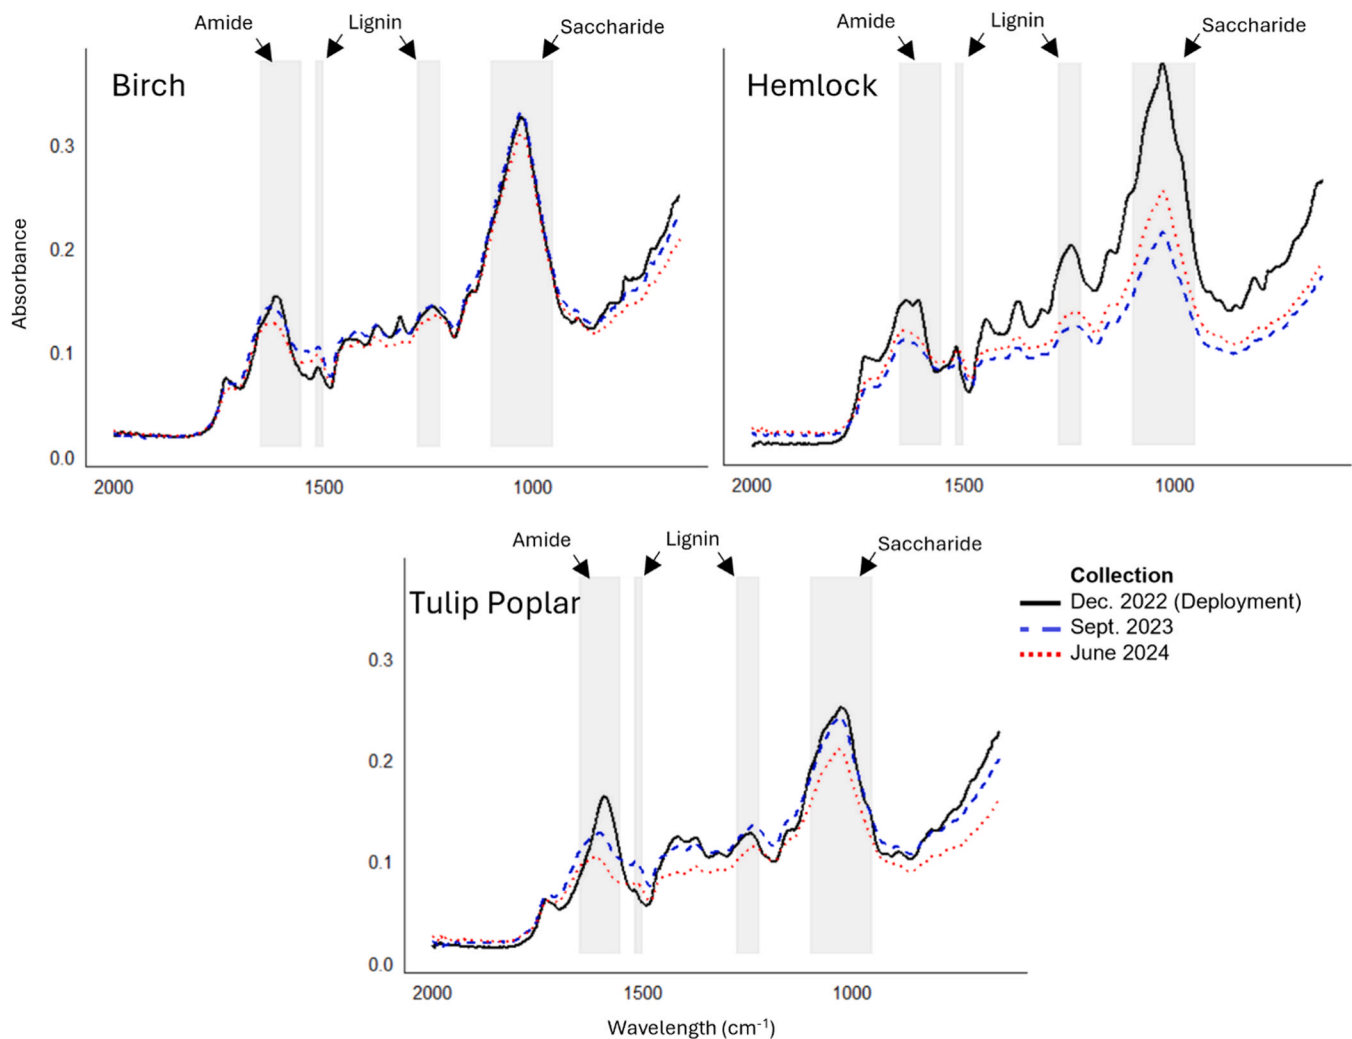 Amide Lignin Saccharide
Birch
Absorbance
0.3
0.2
0.1
0.0
2000 1500 1000
Amide Lignin Saccharide
Hemlock
2000 1500 1000
Amide Lignin Saccharide
Tulip Poplar
0.3
0.2
0.1
0.0
2000 1500 1000
Wavelength (cm⁻¹)
Collection
Dec. 2022 (Deployment)
Sept. 2023
June 2024